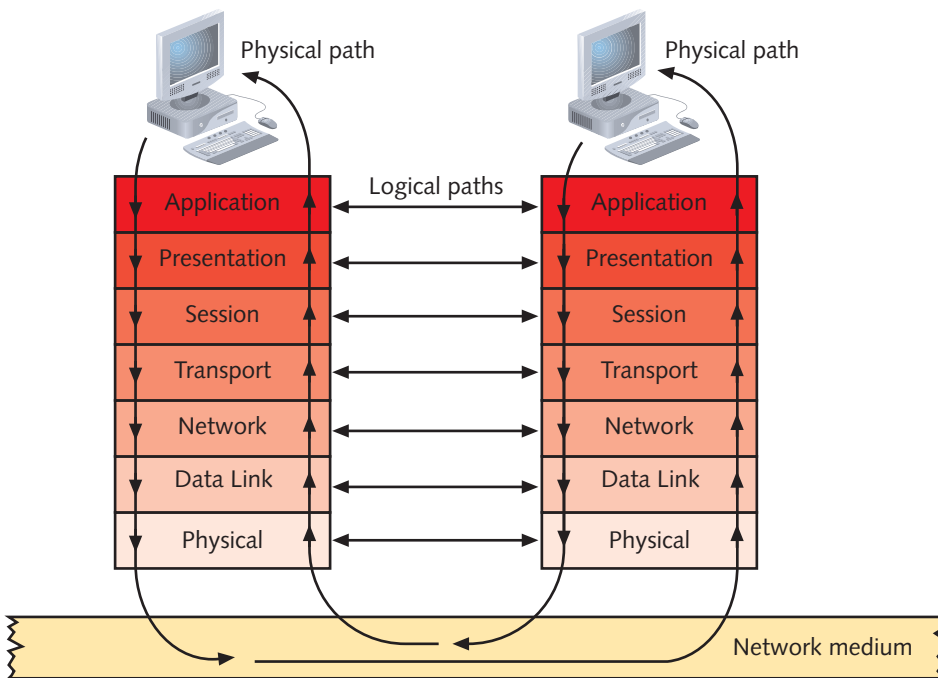 Physical path
Physical path
Logical paths
Application
Application
Presentation
Presentation
Session
Session
Transport
Transport
Network
Network
Data Link
Data Link
Physical
Physical
Network medium